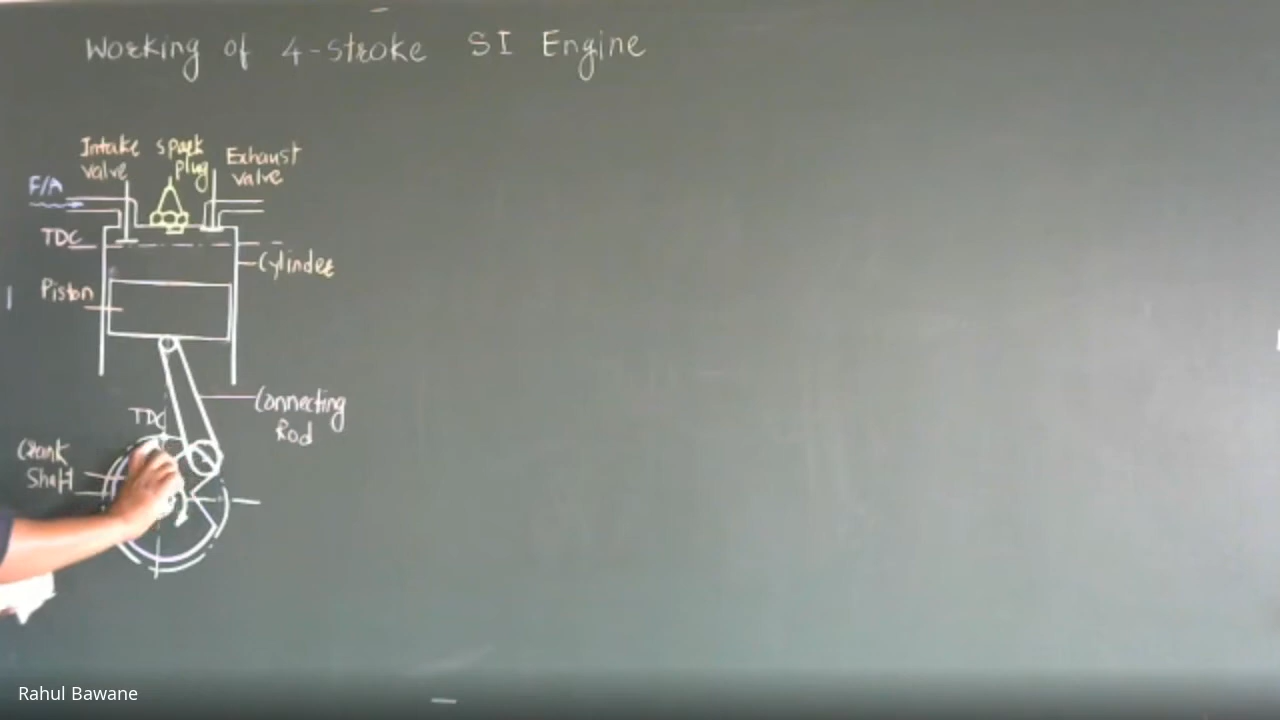 Working of 4-stroke SI Engine
Intake valve
spark plug
Exhaust valve
F/A
TDC
Cylinder
Piston
Connecting Rod
TDC
Crank Shaft
Rahul Bawane